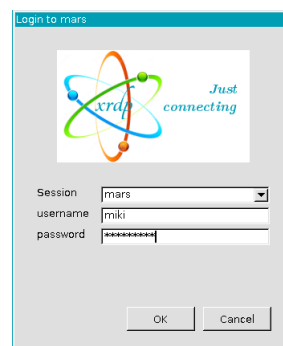 Login to mars
xrdp
Just
connecting
Session
mars
username
miki
password
*********
OK
Cancel